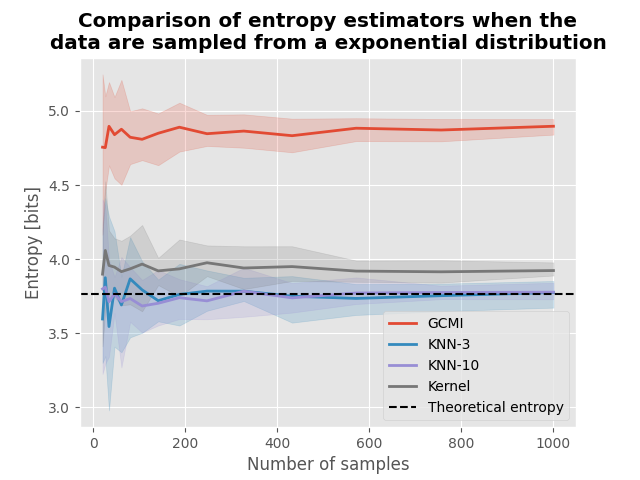 Comparison of entropy estimators when the
data are sampled from a exponential distribution
Entropy [bits]
5.0
4.5
4.0
3.5
3.0
GCMI
KNN-3
KNN-10
Kernel
Theoretical entropy
0 200 400 600 800 1000
Number of samples